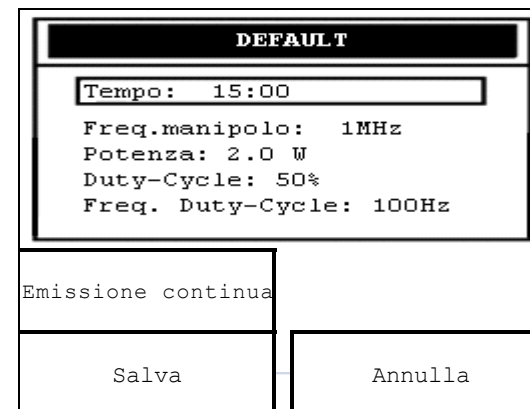 DEFAULT
Tempo: 15:00
Freq.manipolo: 1MHz
Potenza: 2.0 W
Duty-Cycle: 50%
Freq. Duty-Cycle: 100Hz
Emissione continua
Salva
Annulla